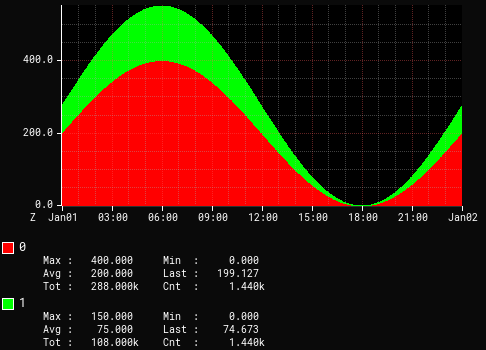 400.0
200.0
0.0
Z Jan01 03:00 06:00 09:00 12:00 15:00 18:00 21:00 Jan02
0
Max : 400.000 Min : 0.000
Avg : 200.000 Last : 199.127
Tot : 288.000k Cnt : 1.440k
1
Max : 150.000 Min : 0.000
Avg : 75.000 Last : 74.673
Tot : 108.000k Cnt : 1.440k